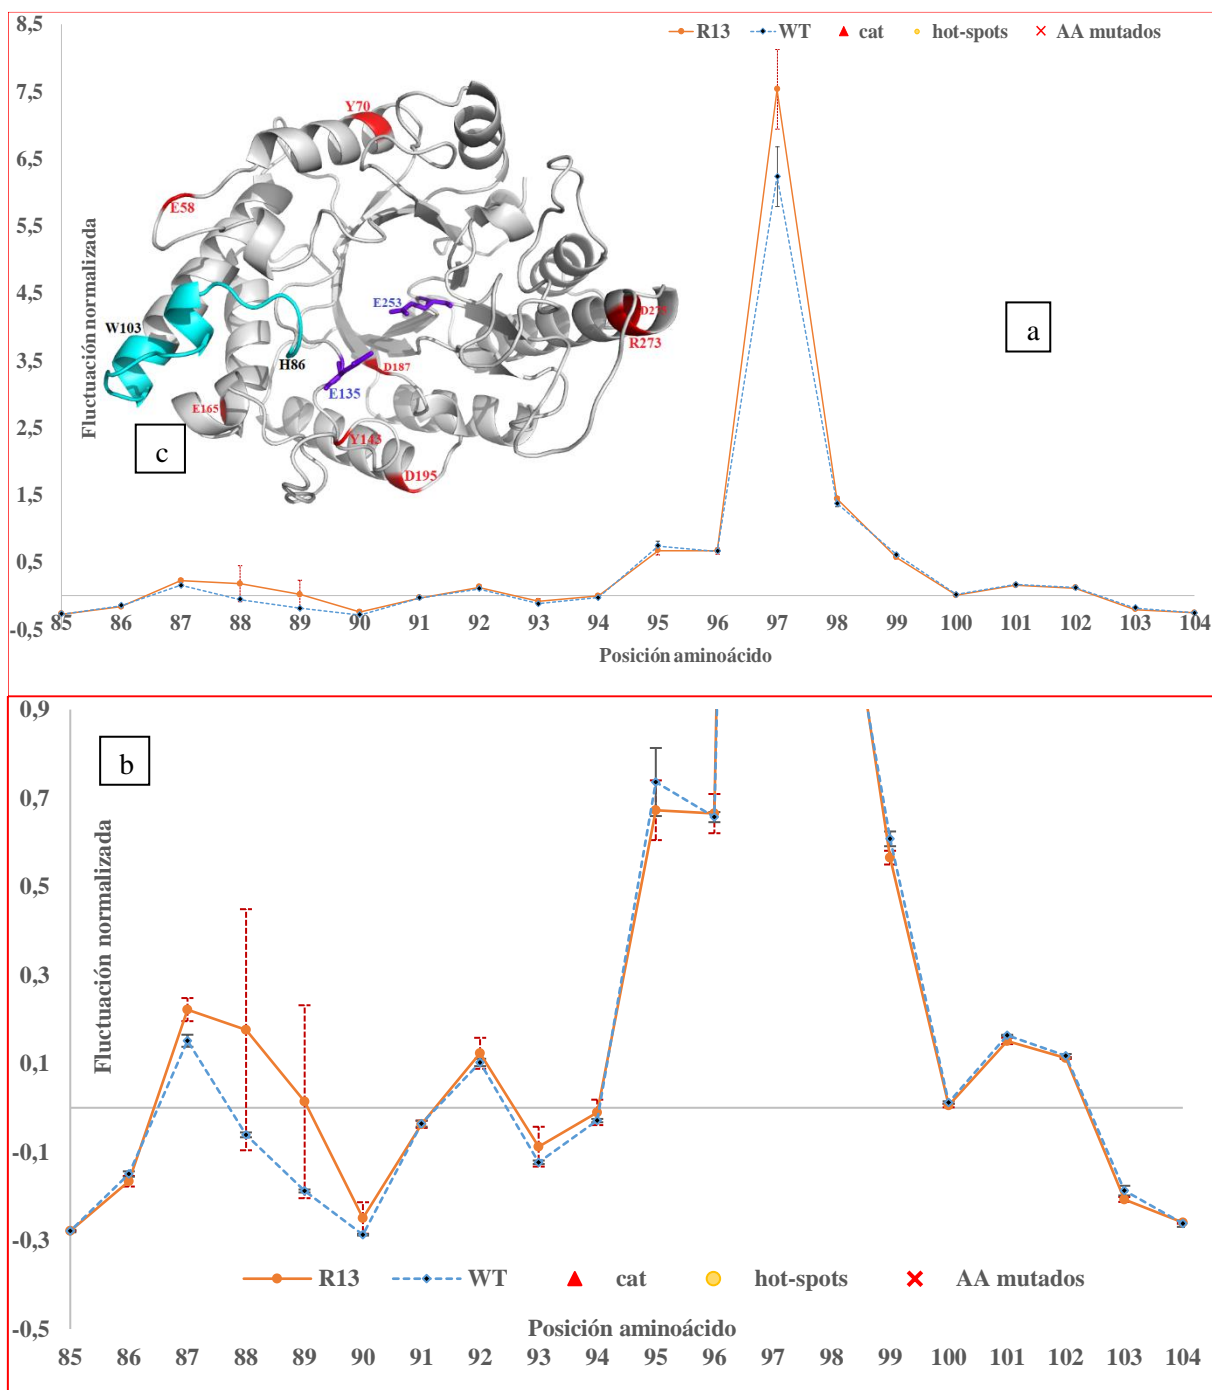 8,5
R13 WT cat hot-spots AA mutados
7,5
6,5
5,5
4,5
3,5
2,5
1,5
0,5
-0,5
Fluctuación normalizada
Y70
E58
E253
W103
H86
R273
D187
E135
E165
Y143
D195
a
c
85 86 87 88 89 90 91 92 93 94 95 96 97 98 99 100 101 102 103 104
Posición aminoácido
0,9
b
0,7
0,5
0,3
0,1
-0,1
-0,3
-0,5
Fluctuación normalizada
R13 WT cat hot-spots AA mutados
Posición aminoácido
85 86 87 88 89 90 91 92 93 94 95 96 97 98 99 100 101 102 103 104